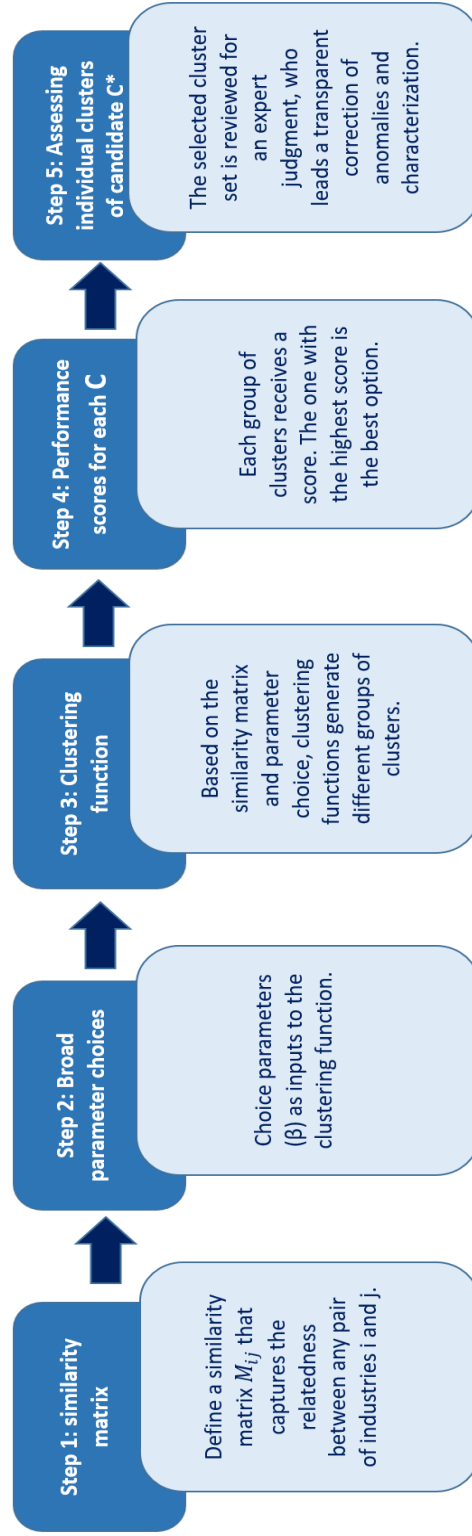 Step 1: similarity
matrix
Define a similarity
matrix M_{ij} that
captures the
relatedness
between any pair
of industries i and j.
Step 2: Broad
parameter choices
Choice parameters
(β) as inputs to the
clustering function.
Step 3: Clustering
function
Based on the
similarity matrix
and parameter
choice, clustering
functions generate
different groups of
clusters.
Step 4: Performance
scores for each C
Each group of
clusters receives a
score. The one with
the highest score is
the best option.
Step 5: Assessing
individual clusters
of candidate C*
The selected cluster
set is reviewed for
an expert
judgment, who
leads a transparent
correction of
anomalies and
characterization.